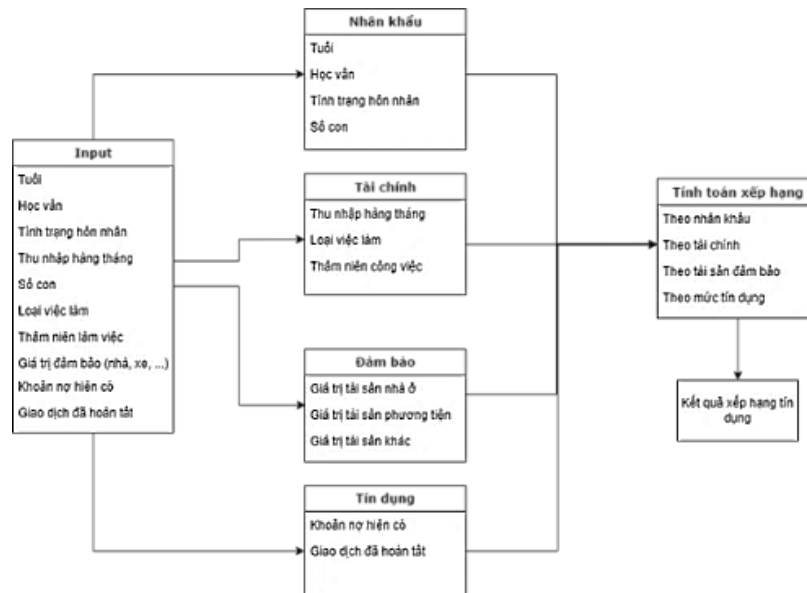 Nhân khẩu
Tuổi
Học vấn
Tình trạng hôn nhân
Số con
Input
Tuổi
Học vấn
Tình trạng hôn nhân
Thu nhập hàng tháng
Số con
Loại việc làm
Thâm niên làm việc
Giá trị đảm bảo (nhà, xe, ...)
Khoản nợ hiện có
Giao dịch đã hoàn tất
Tài chính
Thu nhập hàng tháng
Loại việc làm
Thâm niên công việc
Đảm bảo
Giá trị tài sản nhà ở
Giá trị tài sản phương tiện
Giá trị tài sản khác
Tín dụng
Khoản nợ hiện có
Giao dịch đã hoàn tất
Tính toán xếp hạng
Theo nhân khẩu
Theo tài chính
Theo tài sản đảm bảo
Theo mức tín dụng
Kết quả xếp hạng tín
dụng